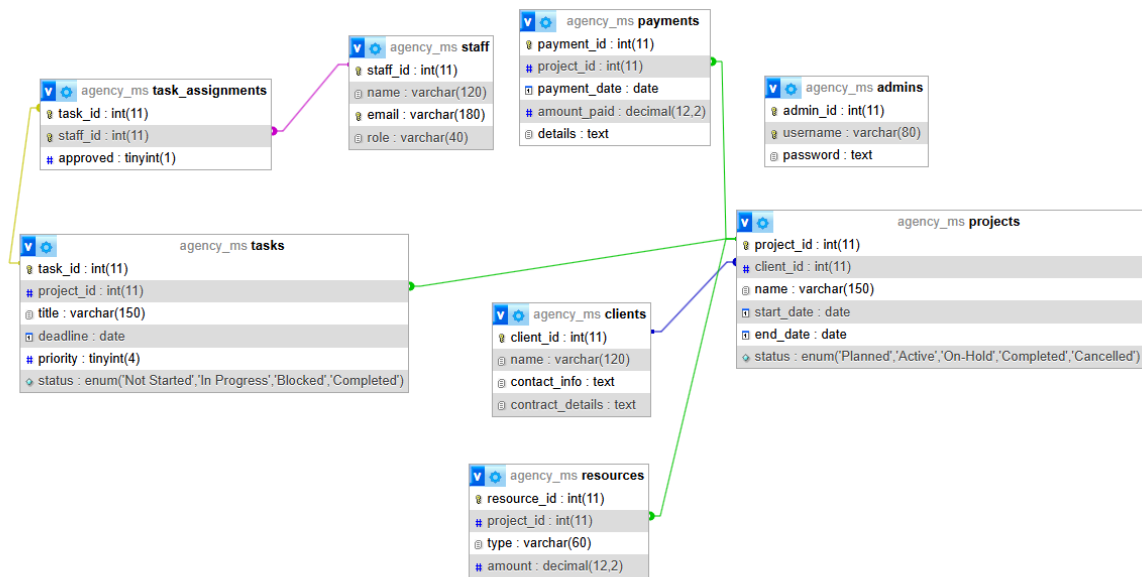 agency_ms task_assignments
task_id : int(11)
staff_id : int(11)
approved : tinyint(1)
agency_ms staff
staff_id : int(11)
name : varchar(120)
email : varchar(180)
role : varchar(40)
agency_ms payments
payment_id : int(11)
project_id : int(11)
payment_date : date
amount_paid : decimal(12,2)
details : text
agency_ms admins
admin_id : int(11)
username : varchar(80)
password : text
agency_ms tasks
task_id : int(11)
project_id : int(11)
title : varchar(150)
deadline : date
priority : tinyint(4)
status : enum('Not Started','In Progress','Blocked','Completed')
agency_ms clients
client_id : int(11)
name : varchar(120)
contact_info : text
contract_details : text
agency_ms projects
project_id : int(11)
client_id : int(11)
name : varchar(150)
start_date : date
end_date : date
status : enum('Planned','Active','On-Hold','Completed','Cancelled')
agency_ms resources
resource_id : int(11)
project_id : int(11)
type : varchar(60)
amount : decimal(12,2)